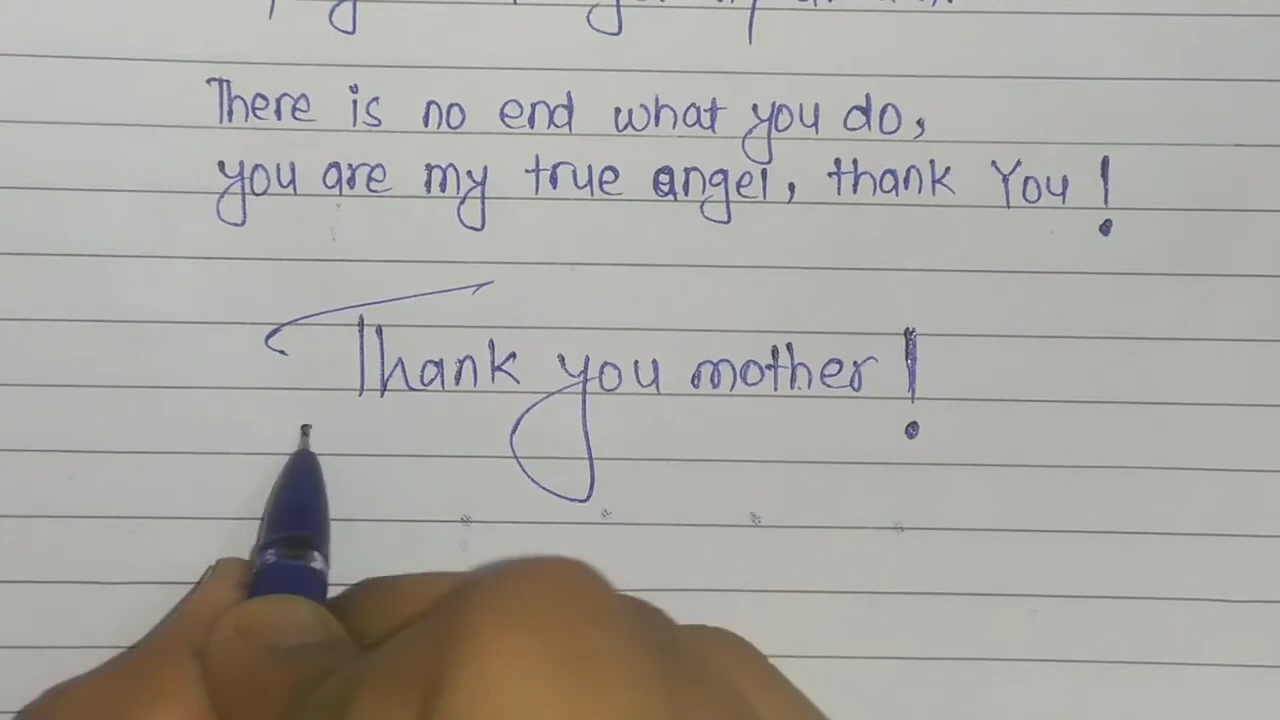 There is no end what you do,
you are my true angel, thank You!
Thank you mother!